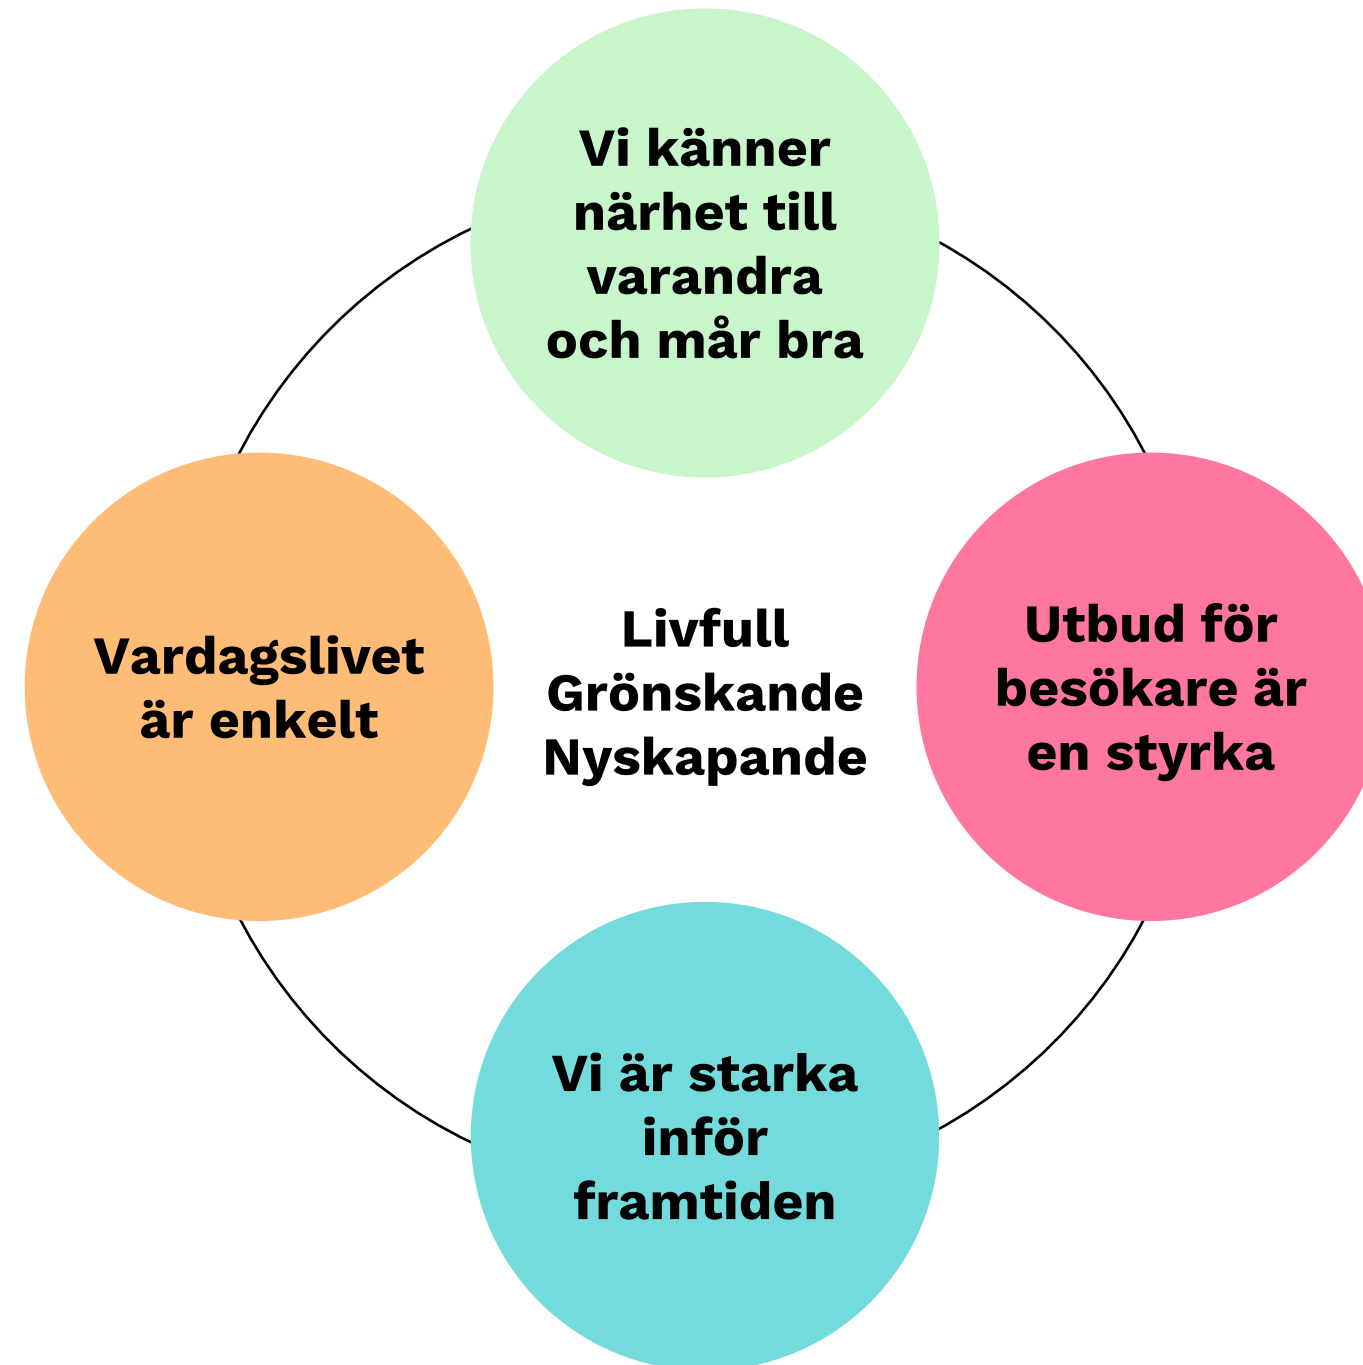 Vi känner
närhet till
varandra
och mår bra
Vardagslivet
är enkelt
Livfull
Grönskande
Nyskapande
Utbud för
besökare är
en styrka
Vi är starka
inför
framtiden